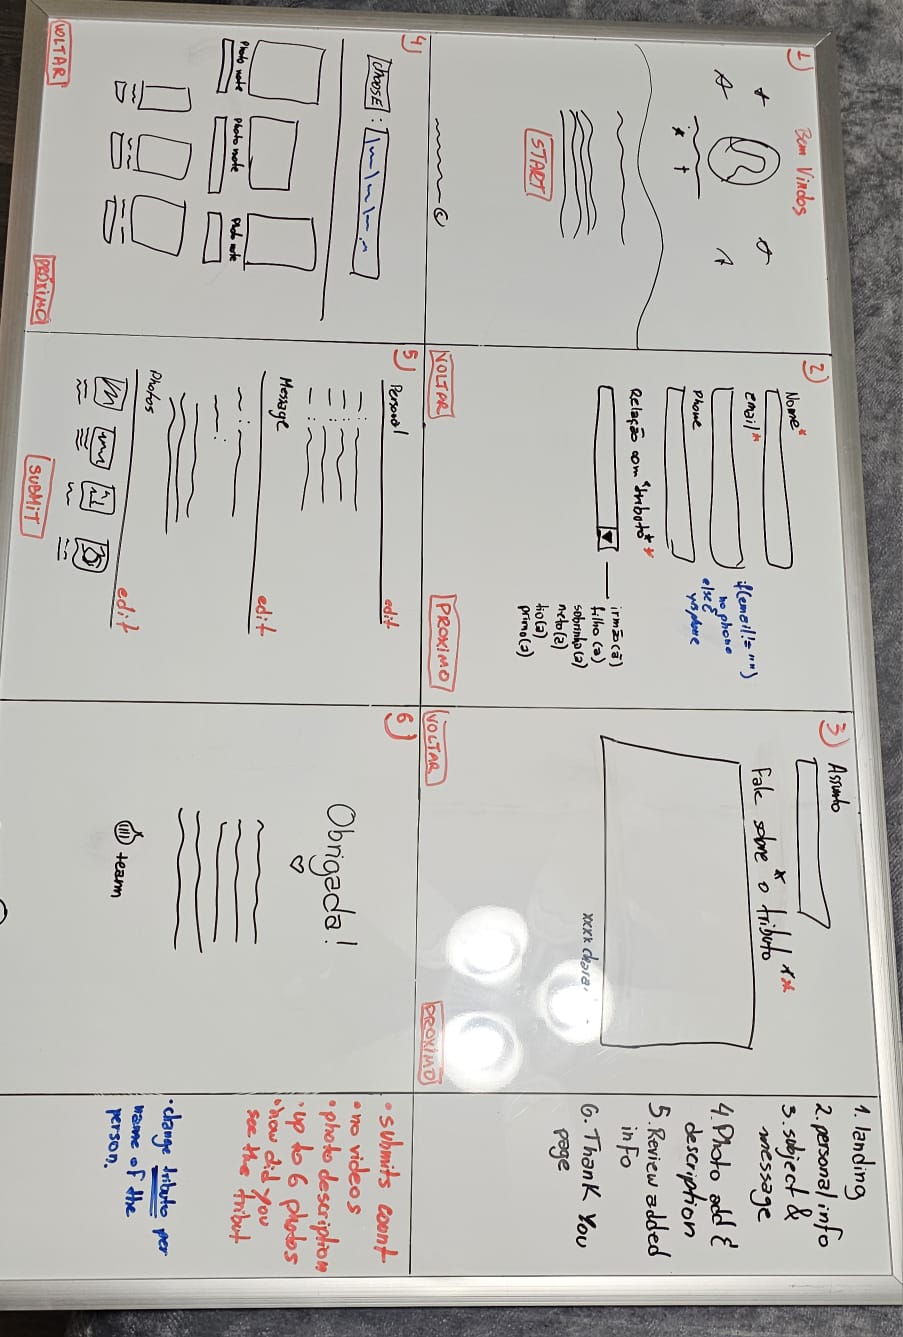 1)
Bem Vindos
START
2)
Nome*
email*
Phone
if(email != "")
no phone
else {
yes phone
Relação com "tributo"**
irmã(ã)
filho(a)
sobrinho(a)
neto(a)
tio(a)
primo(a)
VOLTAR
PROXIMO
3)
Assunto
Fale sobre * o tributo **
xxxx chara.
VOLTAR
PROXIMO
1. landing
2. personal info
3. subject &
message
4. Photo add &
description
5. Review added
info
6. Thank You
page
4)
CHOOSE:
Photo note
Photo note
Photo note
VOLTAR
PROXIMO
5)
Personal
edit
Message
edit
Photos
edit
SUBMIT
6)
Obrigada!
team
• submits count
• no videos
• photo description
• up to 6 photos
• how did you
see the tribut
• change tributo per
name of the
person.